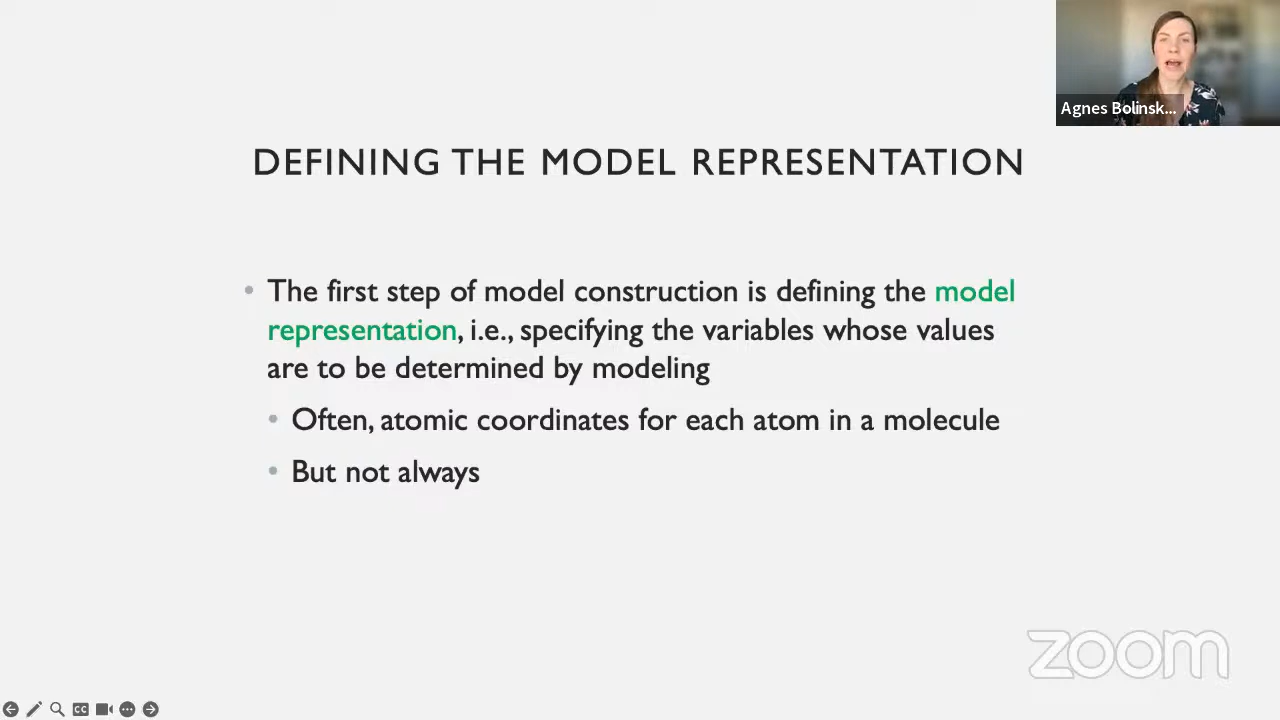 Agnes Bolinsk...
DEFINING THE MODEL REPRESENTATION
• The first step of model construction is defining the model
representation, i.e., specifying the variables whose values
are to be determined by modeling
• Often, atomic coordinates for each atom in a molecule
• But not always
zoom
CC